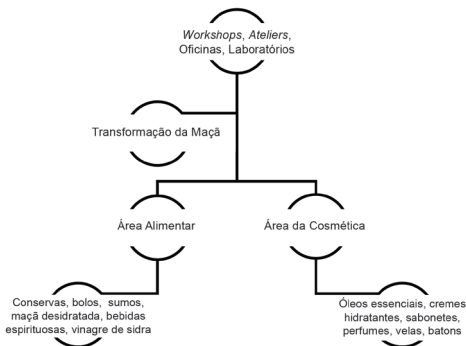 Workshops, Ateliers,
Oficinas, Laboratórios
Transformação da Maçã
Área Alimentar
Área da Cosmética
Conservas, bolos, sumos,
maçã desidratada, bebidas
espirituosas, vinagre de sidra
Óleos essenciais, cremes
hidratantes, sabonetes,
perfumes, velas, batons